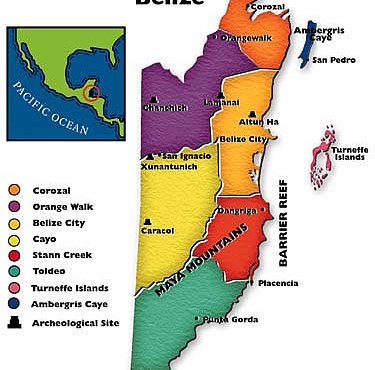 Belize
Corozal
Orangewalk
Ambergris
Caye
San Pedro
Chanchich
Lamanai
Altun Ha
Belize City
San Ignacio
Xunantunich
Turneffe
Islands
Caracol
Dangriga
BARRIER REEF
MAYA MOUNTAINS
Placencia
Punta Gorda
PACIFIC OCEAN
Corozal
Orange Walk
Belize City
Cayo
Stann Creek
Toldeo
Turneffe Islands
Ambergris Caye
Archeological Site